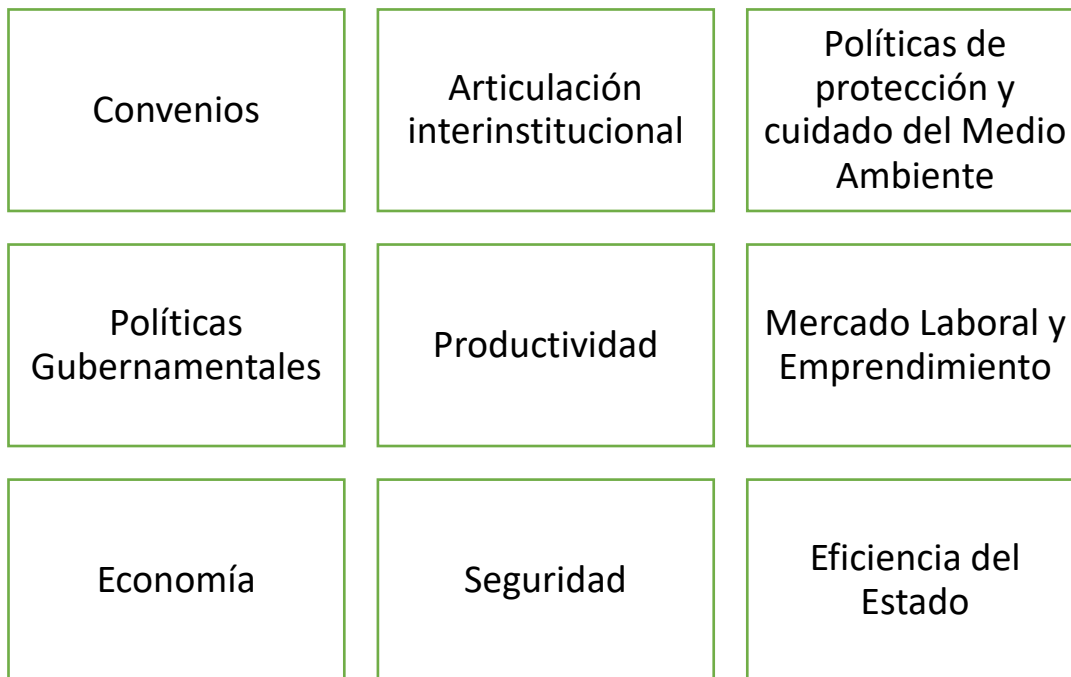 Convenios
Articulación
interinstitucional
Políticas de
protección y
cuidado del Medio
Ambiente
Políticas
Gubernamentales
Productividad
Mercado Laboral y
Emprendimiento
Economía
Seguridad
Eficiencia del
Estado